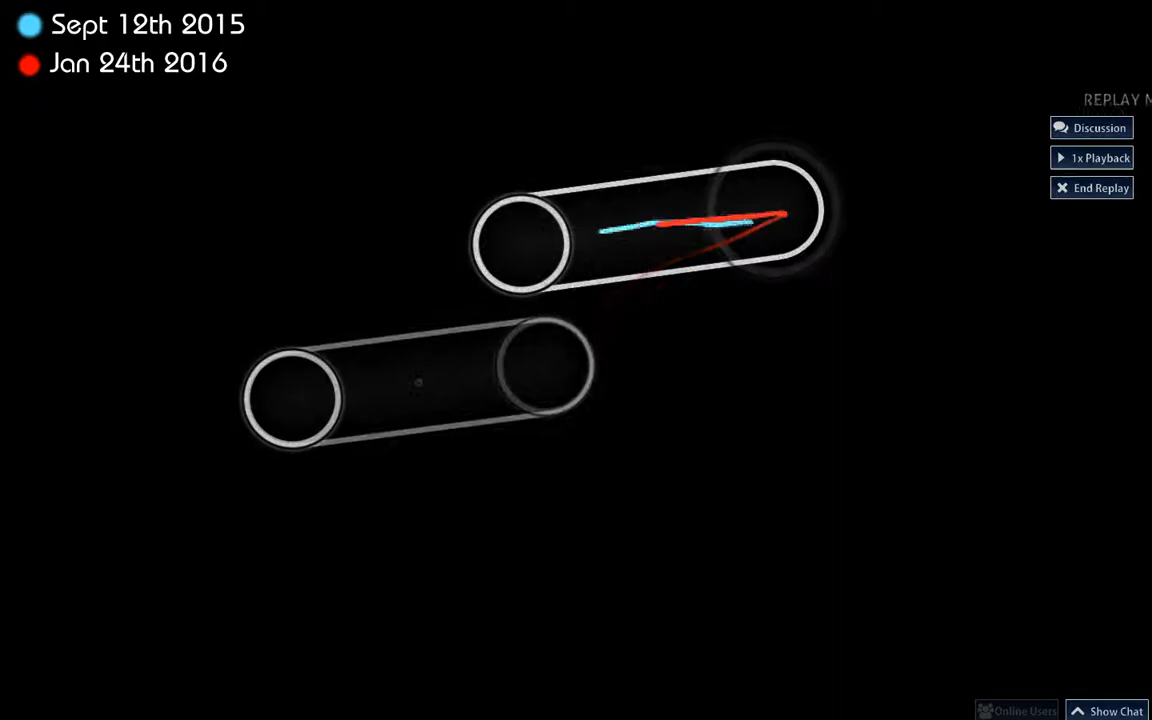 Sept 12th 2015
Jan 24th 2016
REPLAY M
Discussion
1x Playback
End Replay
Online Users
Show Chat